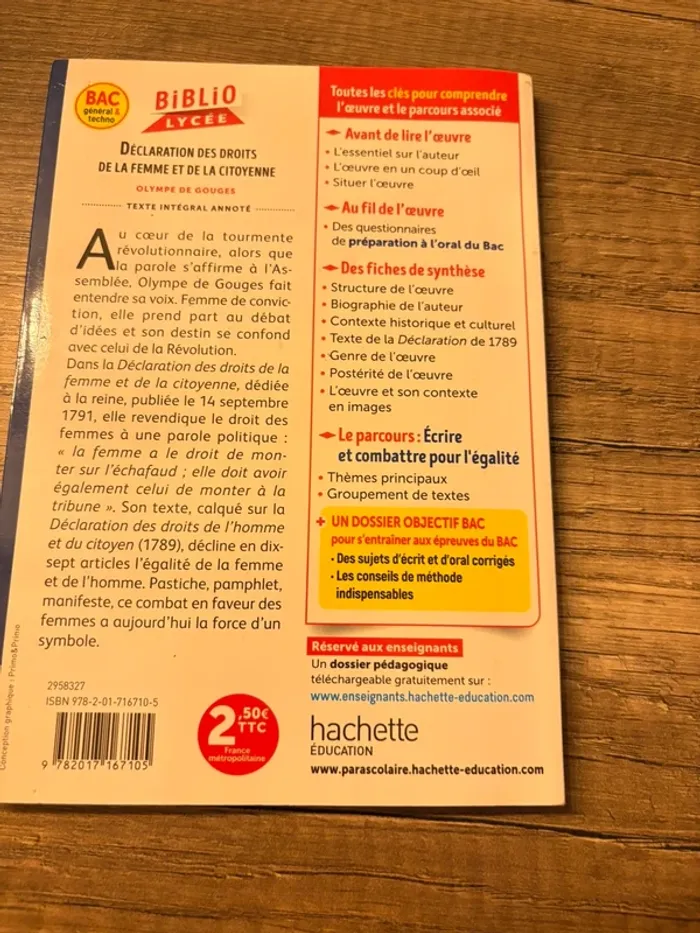 BAC
général &
techno
BiBLiO
LYCÉE
DÉCLARATION DES DROITS
DE LA FEMME ET DE LA CITOYENNE
OLYMPE DE GOUGES
TEXTE INTÉGRAL ANNOTÉ
Au cœur de la tourmente
révolutionnaire, alors que
la parole s'affirme à l'As-
semblée, Olympe de Gouges fait
entendre sa voix. Femme de convic-
tion, elle prend part au débat
d'idées et son destin se confond
avec celui de la Révolution.
Dans la Déclaration des droits de la
femme et de la citoyenne, dédiée
à la reine, publiée le 14 septembre
1791, elle revendique le droit des
femmes à une parole politique :
« la femme a le droit de mon-
ter sur l'échafaud ; elle doit avoir
également celui de monter à la
tribune ». Son texte, calqué sur la
Déclaration des droits de l'homme
et du citoyen (1789), décline en dix-
sept articles l'égalité de la femme
et de l'homme. Pastiche, pamphlet,
manifeste, ce combat en faveur des
femmes a aujourd'hui la force d'un
symbole.
Conception graphique : Primo&Primo
2958327
ISBN 978-2-01-716710-5
9 782017 167105
2,50€
TTC
France
métropolitaine
Toutes les clés pour comprendre
l'œuvre et le parcours associé
Avant de lire l'œuvre
• L'essentiel sur l'auteur
• L'œuvre en un coup d'œil
• Situer l'œuvre
Au fil de l'œuvre
• Des questionnaires
de préparation à l'oral du Bac
Des fiches de synthèse
• Structure de l'œuvre
• Biographie de l'auteur
• Contexte historique et culturel
• Texte de la Déclaration de 1789
• Genre de l'œuvre
• Postérité de l'œuvre
• L'œuvre et son contexte
en images
Le parcours : Écrire
et combattre pour l'égalité
• Thèmes principaux
• Groupement de textes
+ UN DOSSIER OBJECTIF BAC
pour s'entraîner aux épreuves du BAC
• Des sujets d'écrit et d'oral corrigés
• Les conseils de méthode
indispensables
Réservé aux enseignants
Un dossier pédagogique
téléchargeable gratuitement sur :
www.enseignants.hachette-education.com
hachette
ÉDUCATION
www.parascolaire.hachette-education.com